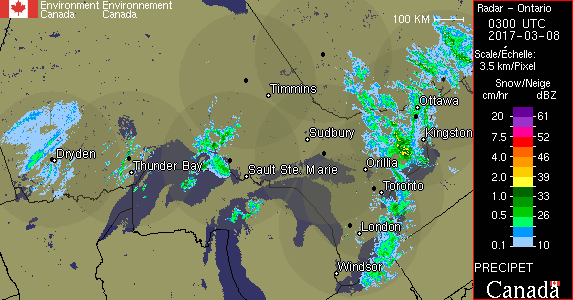 Environment Environnement
Canada Canada
100 KM
Timmins
Ottawa
Sudbury
Kingston
Dryden
Thunder Bay
Sault Ste. Marie
Orillia
Toronto
London
Windsor
Radar - Ontario
0300 UTC
2017-03-08
Scale/Échelle:
3.5 km/Pixel
Snow/Neige
cm/hr dBZ
20 61
7.5 52
4.0 46
2.0 39
1.0 33
0.5 26
0.1 10
PRECIPET
Canada